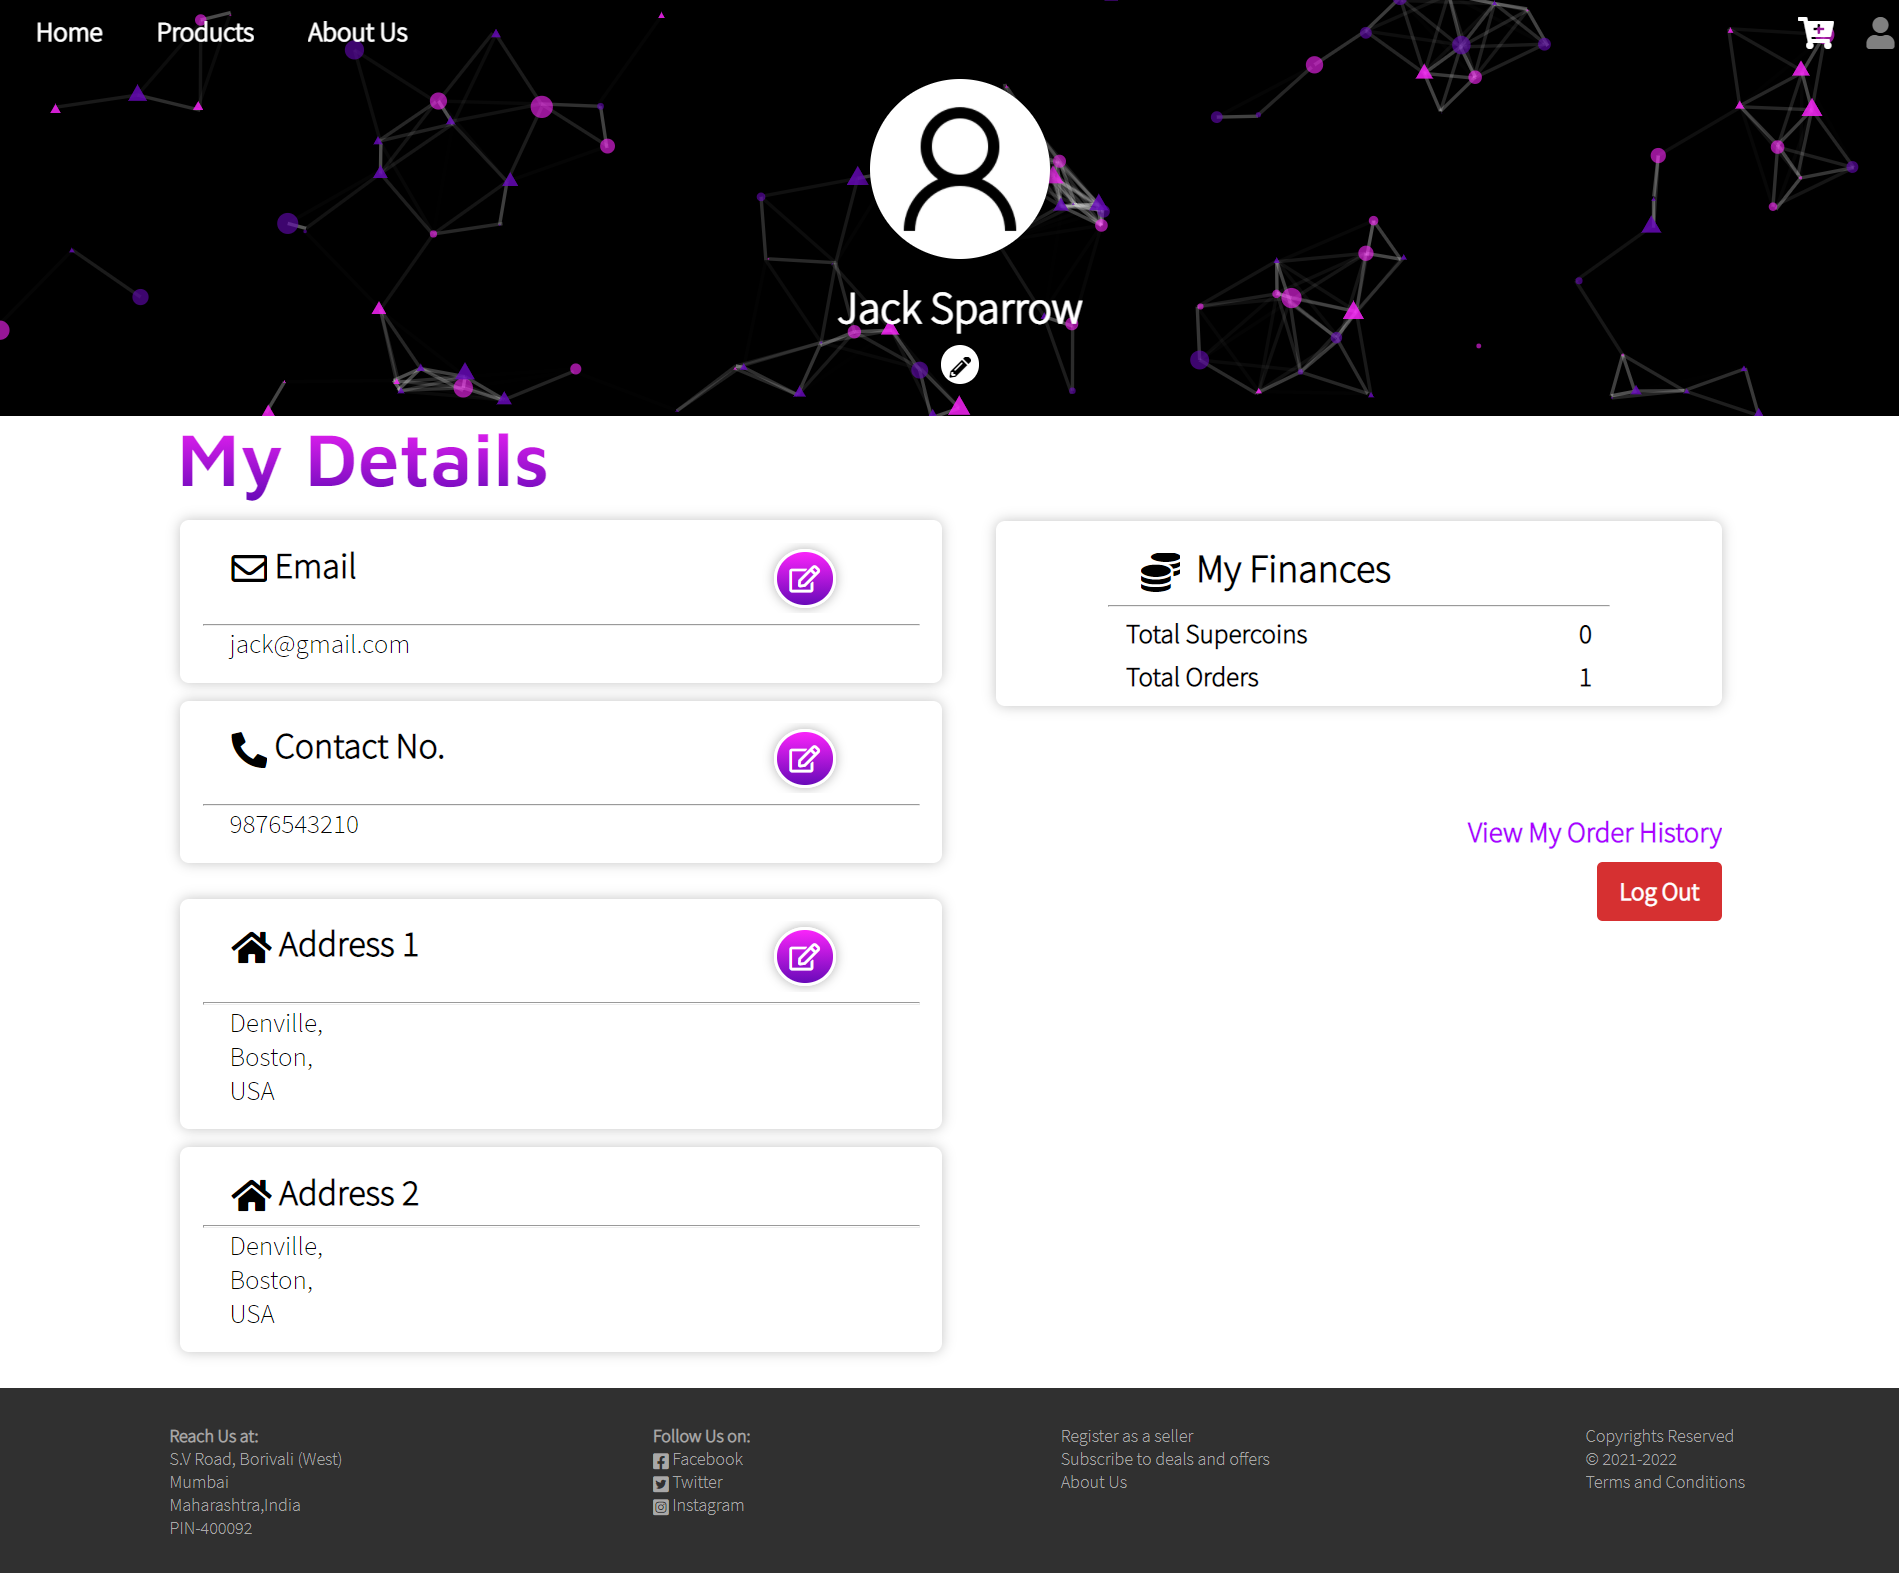 Home Products About Us
Jack Sparrow
My Details
Email
jack@gmail.com
Contact No.
9876543210
Address 1
Denville,
Boston,
USA
Address 2
Denville,
Boston,
USA
My Finances
Total Supercoins 0
Total Orders 1
View My Order History
Log Out
Reach Us at:
S.V Road, Borivali (West)
Mumbai
Maharashtra,India
PIN-400092
Follow Us on:
Facebook
Twitter
Instagram
Register as a seller
Subscribe to deals and offers
About Us
Copyrights Reserved
© 2021-2022
Terms and Conditions